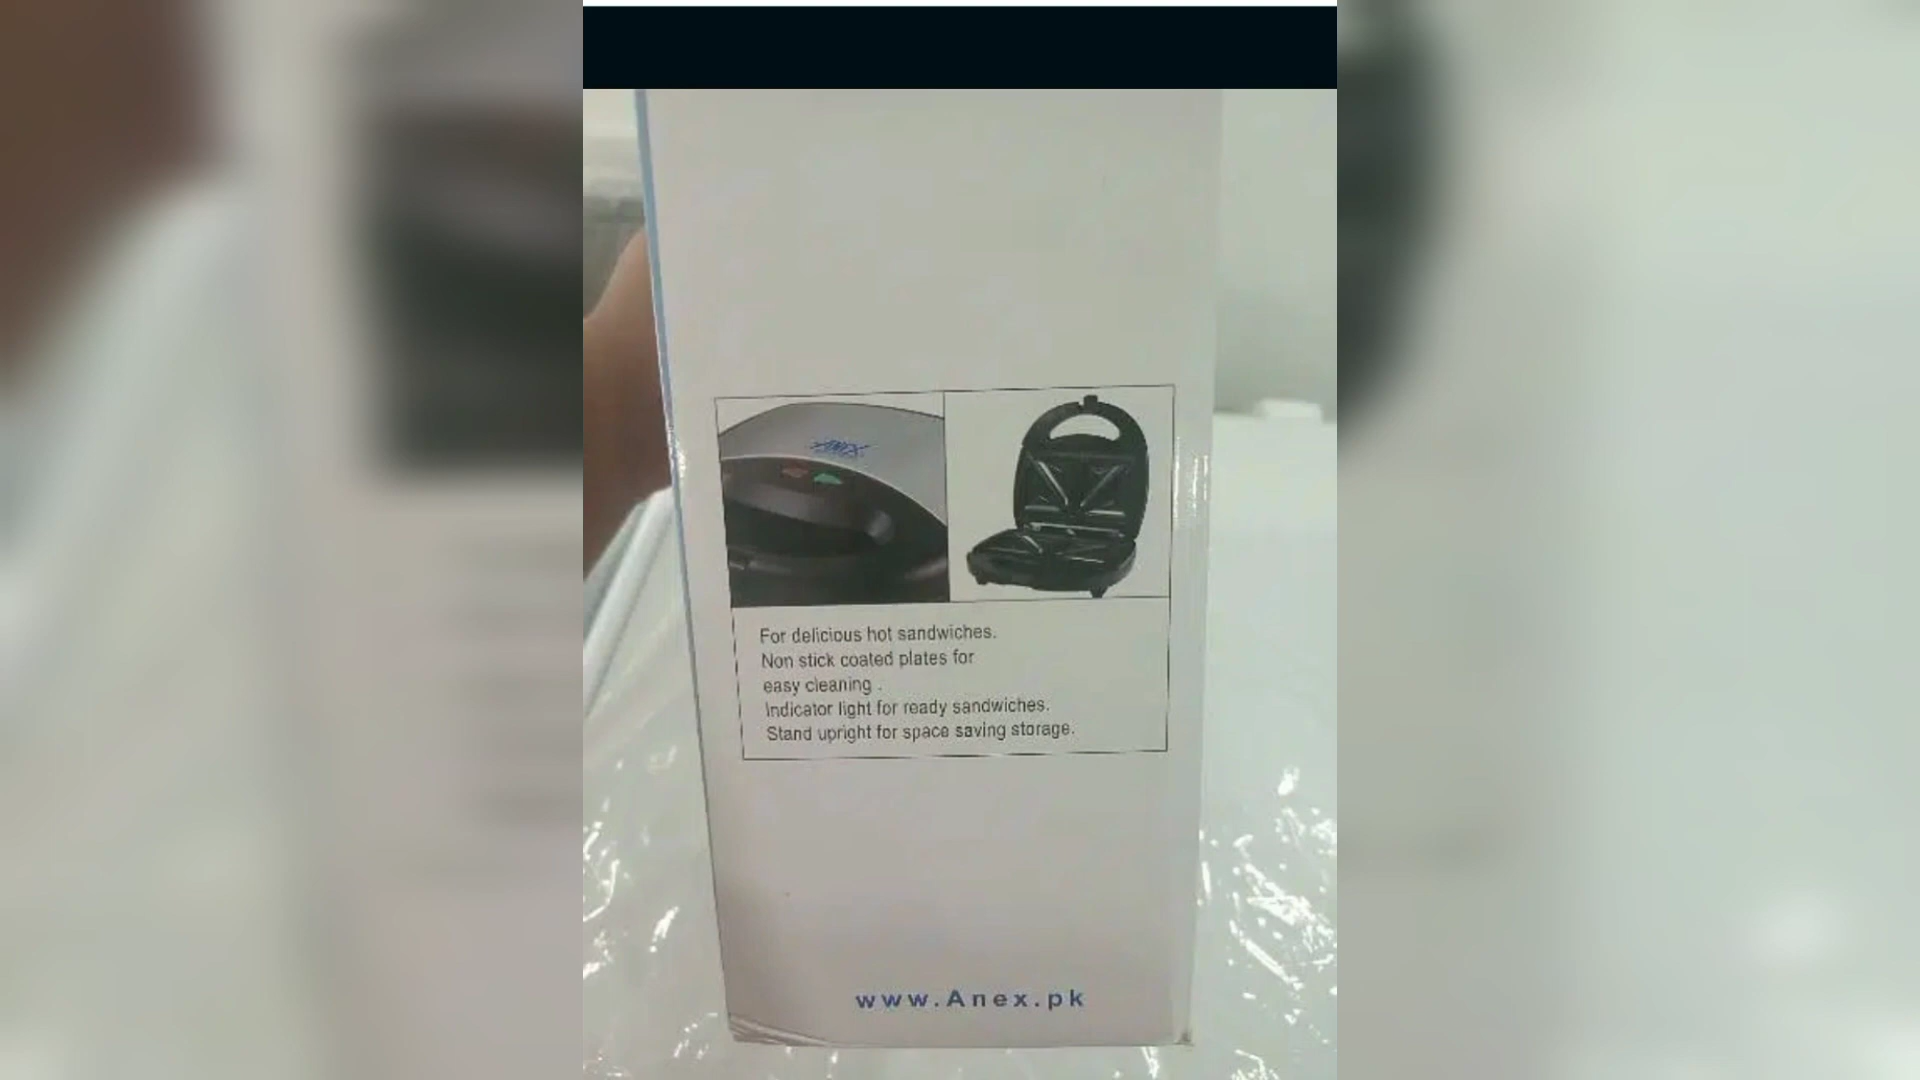 ANEX
For delicious hot sandwiches.
Non stick coated plates for
easy cleaning .
Indicator light for ready sandwiches.
Stand upright for space saving storage.
www.Anex.pk